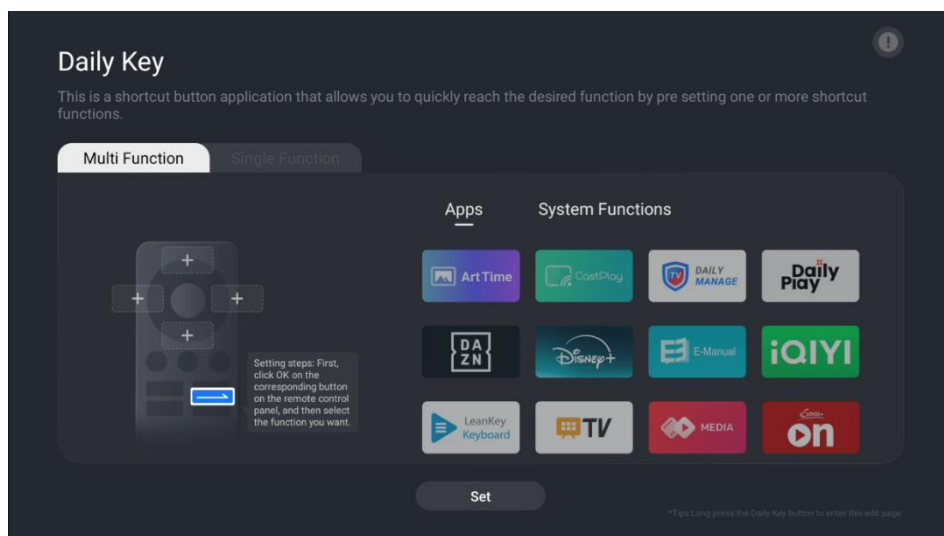 Daily Key
This is a shortcut button application that allows you to quickly reach the desired function by pre setting one or more shortcut
functions.
Multi Function
Single Function
Apps
System Functions
Art Time
CastPlay
TV
DAILY
MANAGE
Daily
Play
DA
ZN
Disney+
E-Manual
iQIYI
LeanKey
Keyboard
TV
MEDIA
on
Setting steps: First,
click OK on the
corresponding button
on the remote control
panel, and then select
the function you want.
Set
*Tips:Long press the Daily Key button to enter this edit page